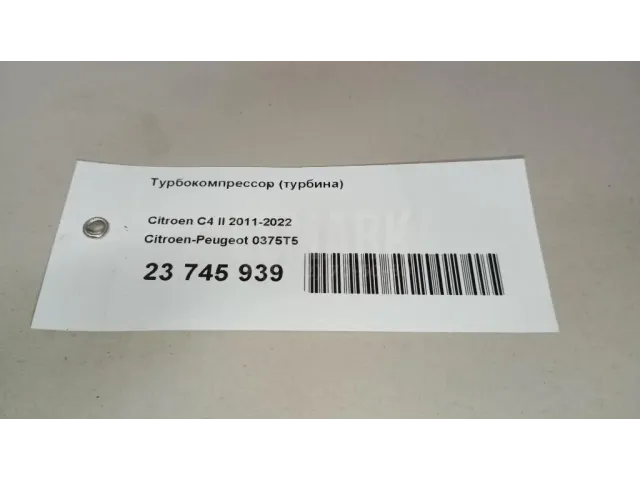 Турбокомпрессор (турбина)
Citroen C4 II 2011-2022
Citroen-Peugeot 0375T5
23 745 939